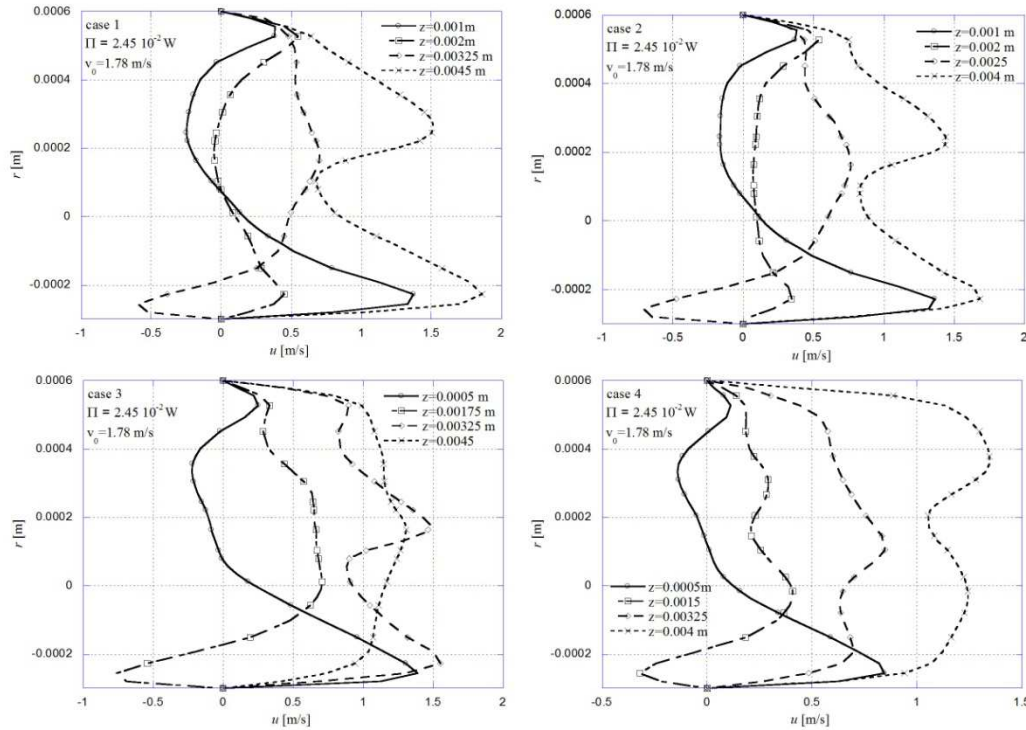 case 1
Π = 2.45 10⁻² W
v₀=1.78 m/s
z=0.001m
z=0.002m
z=0.00325 m
z=0.0045 m
0.0006
0.0004
0.0002
0
-0.0002
r [m]
-1 -0.5 0 0.5 1 1.5 2
u [m/s]
case 2
Π = 2.45 10⁻² W
v₀=1.78 m/s
z=0.001 m
z=0.002 m
z=0.0025
z=0.004 m
0.0006
0.0004
0.0002
0
-0.0002
r [m]
-1 -0.5 0 0.5 1 1.5 2
u [m/s]
case 3
Π = 2.45 10⁻² W
v₀=1.78 m/s
z=0.0005 m
z=0.00175 m
z=0.00325 m
z=0.0045
0.0006
0.0004
0.0002
0
-0.0002
r [m]
-1 -0.5 0 0.5 1 1.5 2
u [m/s]
case 4
Π = 2.45 10⁻² W
v₀=1.78 m/s
z=0.0005m
z=0.0015
z=0.00325
z=0.004 m
0.0006
0.0004
0.0002
0
-0.0002
r [m]
-0.5 0 0.5 1 1.5
u [m/s]